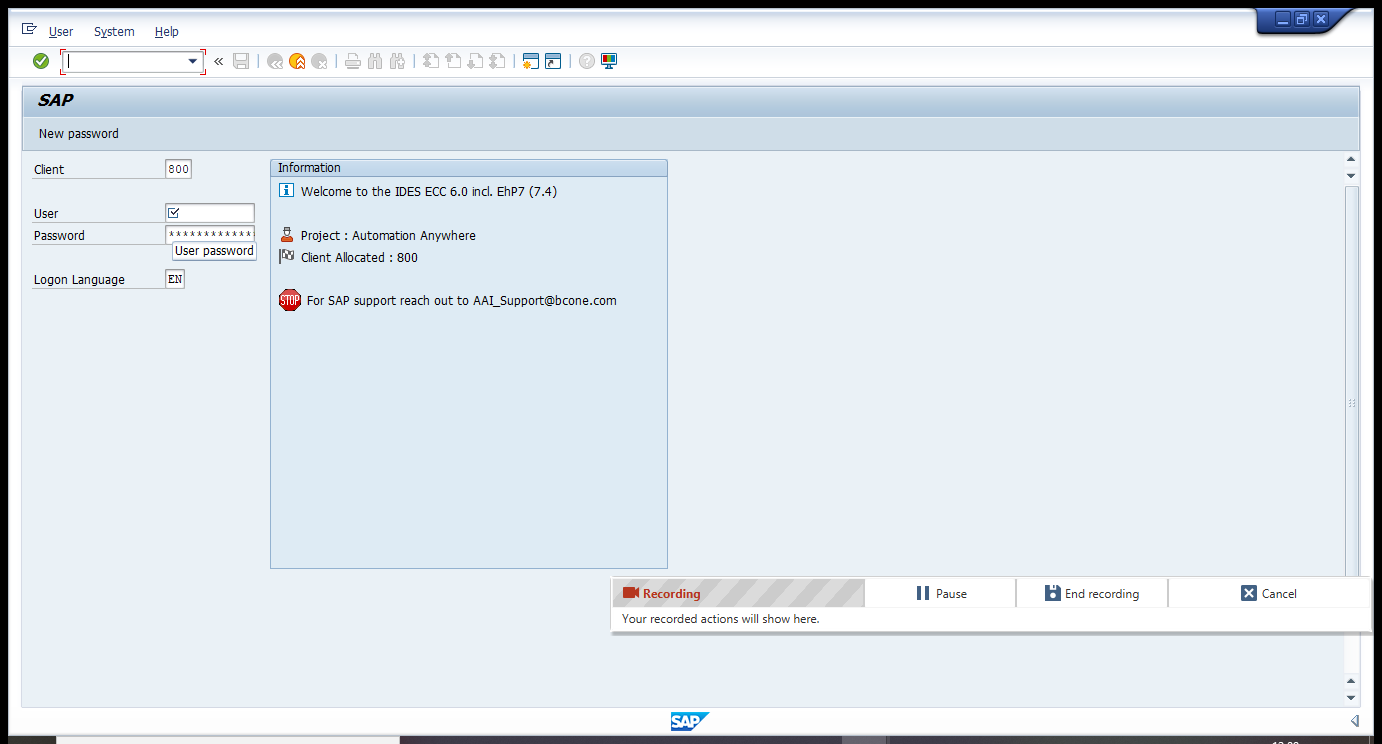 User System Help
SAP
New password
Client 800
User
Password *************
User password
Logon Language EN
Information
Welcome to the IDES ECC 6.0 incl. EhP7 (7.4)
Project : Automation Anywhere
Client Allocated : 800
STOP For SAP support reach out to AAI_Support@bcone.com
Recording Pause End recording Cancel
Your recorded actions will show here.
SAP